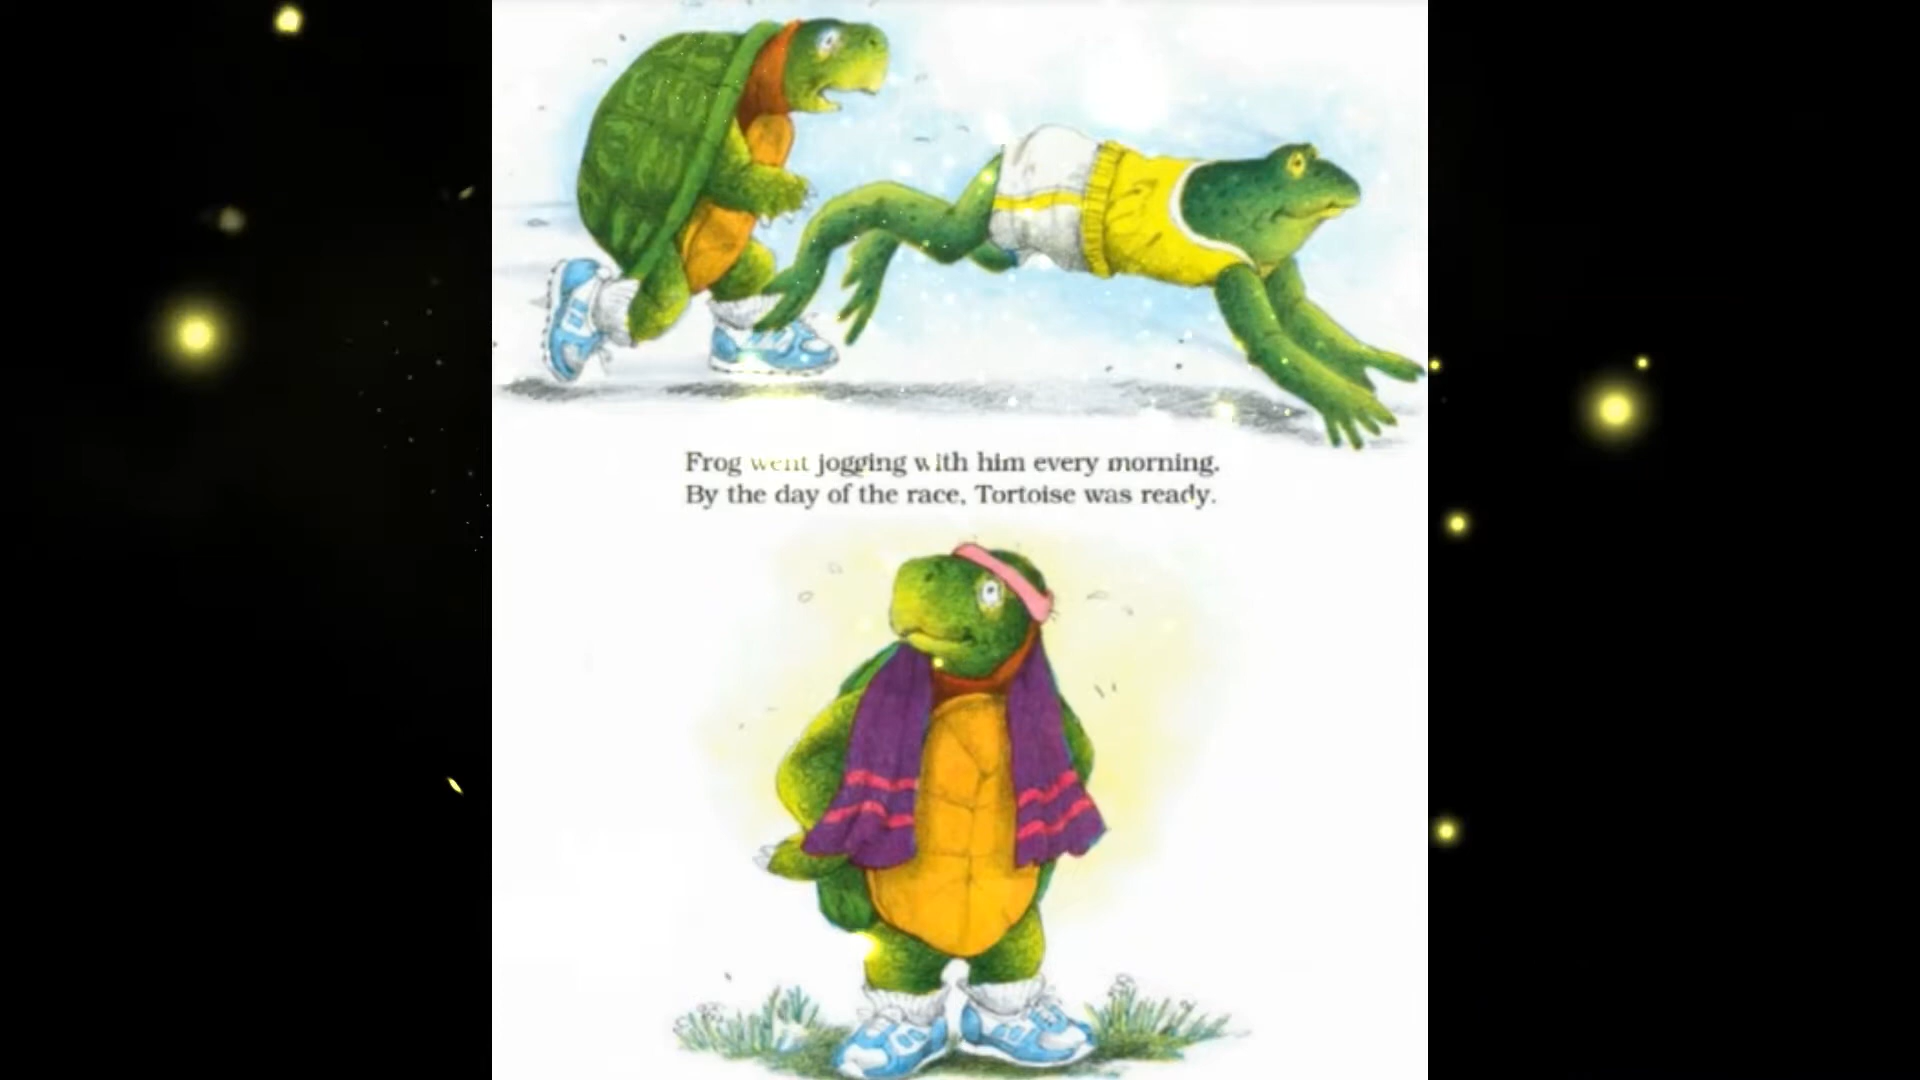 Frog went jogging with him every morning.
By the day of the race, Tortoise was ready.